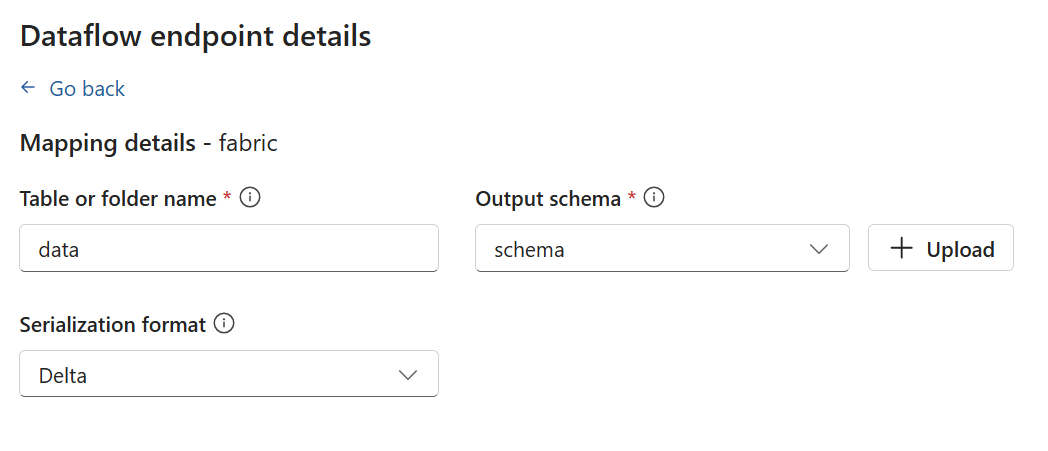 Dataflow endpoint details
← Go back
Mapping details - fabric
Table or folder name *
Output schema *
data
schema
+ Upload
Serialization format
Delta